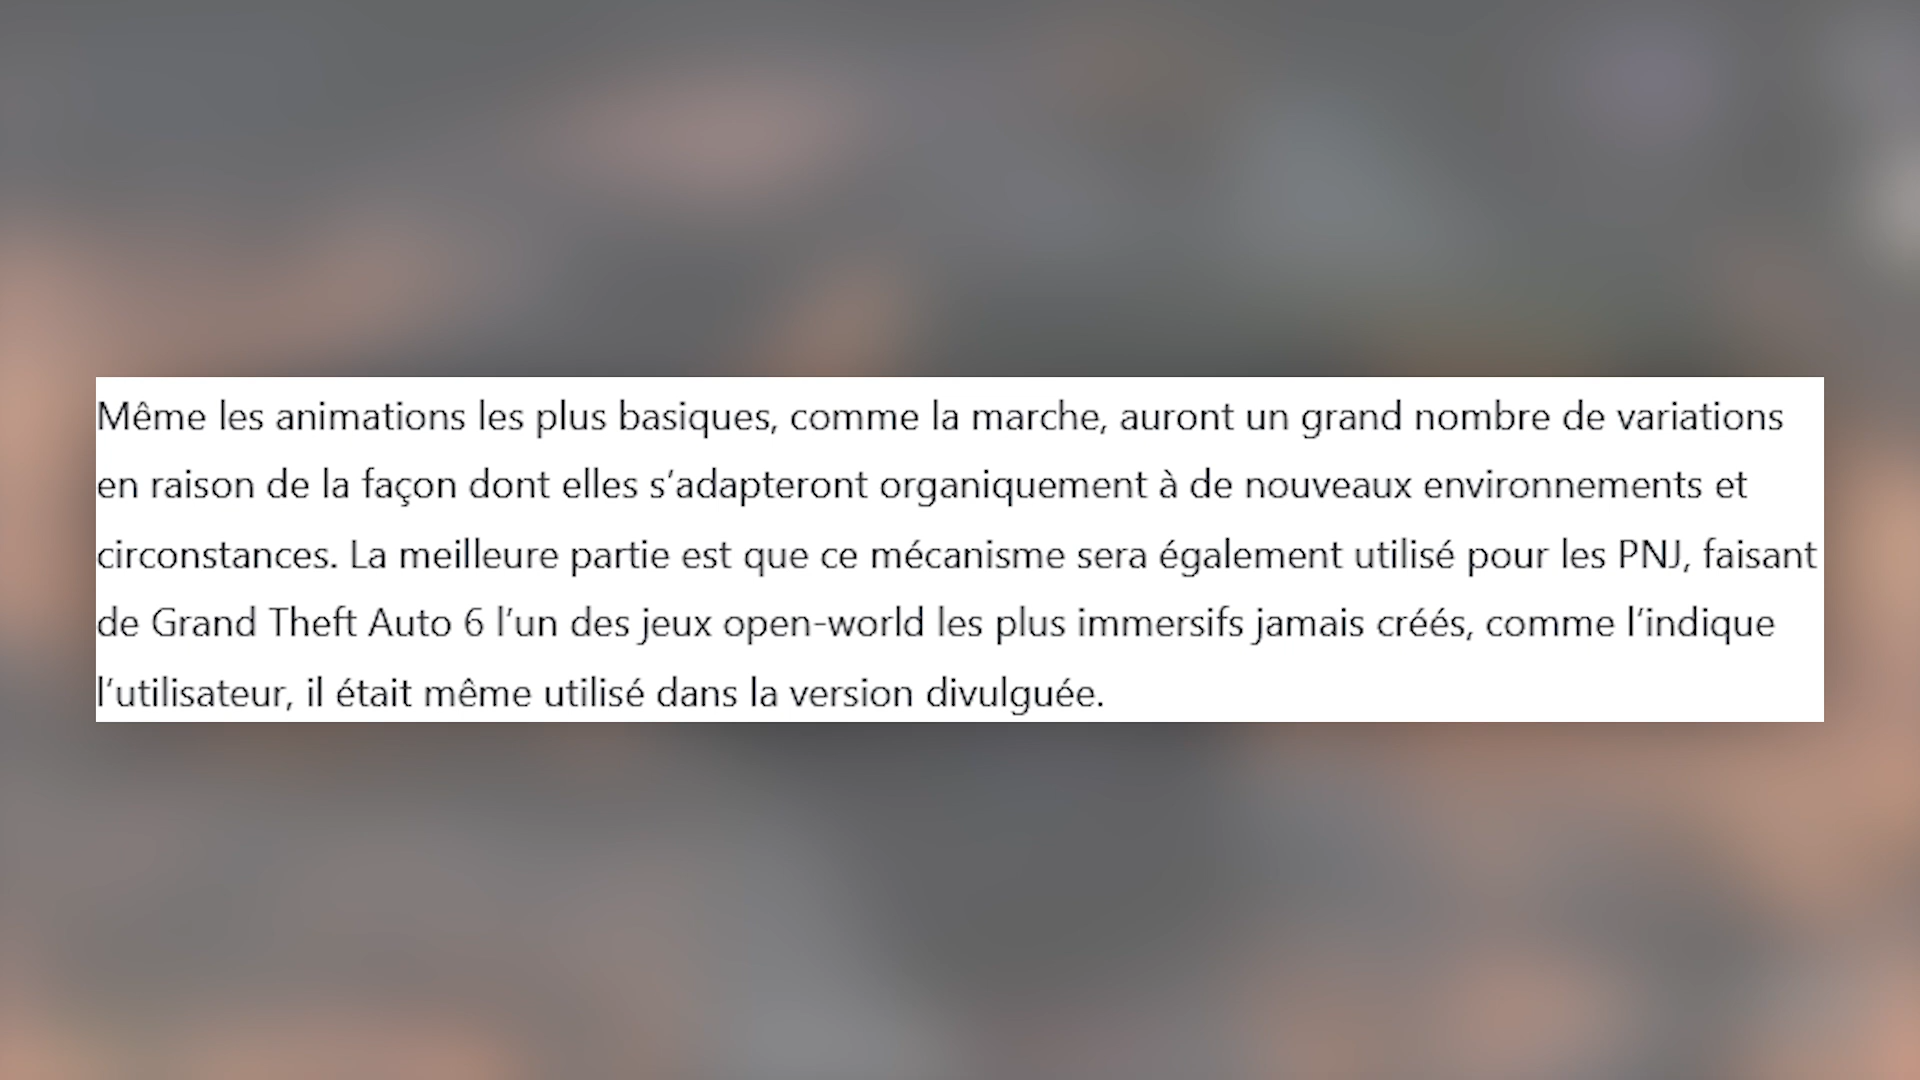 Même les animations les plus basiques, comme la marche, auront un grand nombre de variations
en raison de la façon dont elles s’adapteront organiquement à de nouveaux environnements et
circonstances. La meilleure partie est que ce mécanisme sera également utilisé pour les PNJ, faisant
de Grand Theft Auto 6 l’un des jeux open-world les plus immersifs jamais créés, comme l’indique
l’utilisateur, il était même utilisé dans la version divulguée.